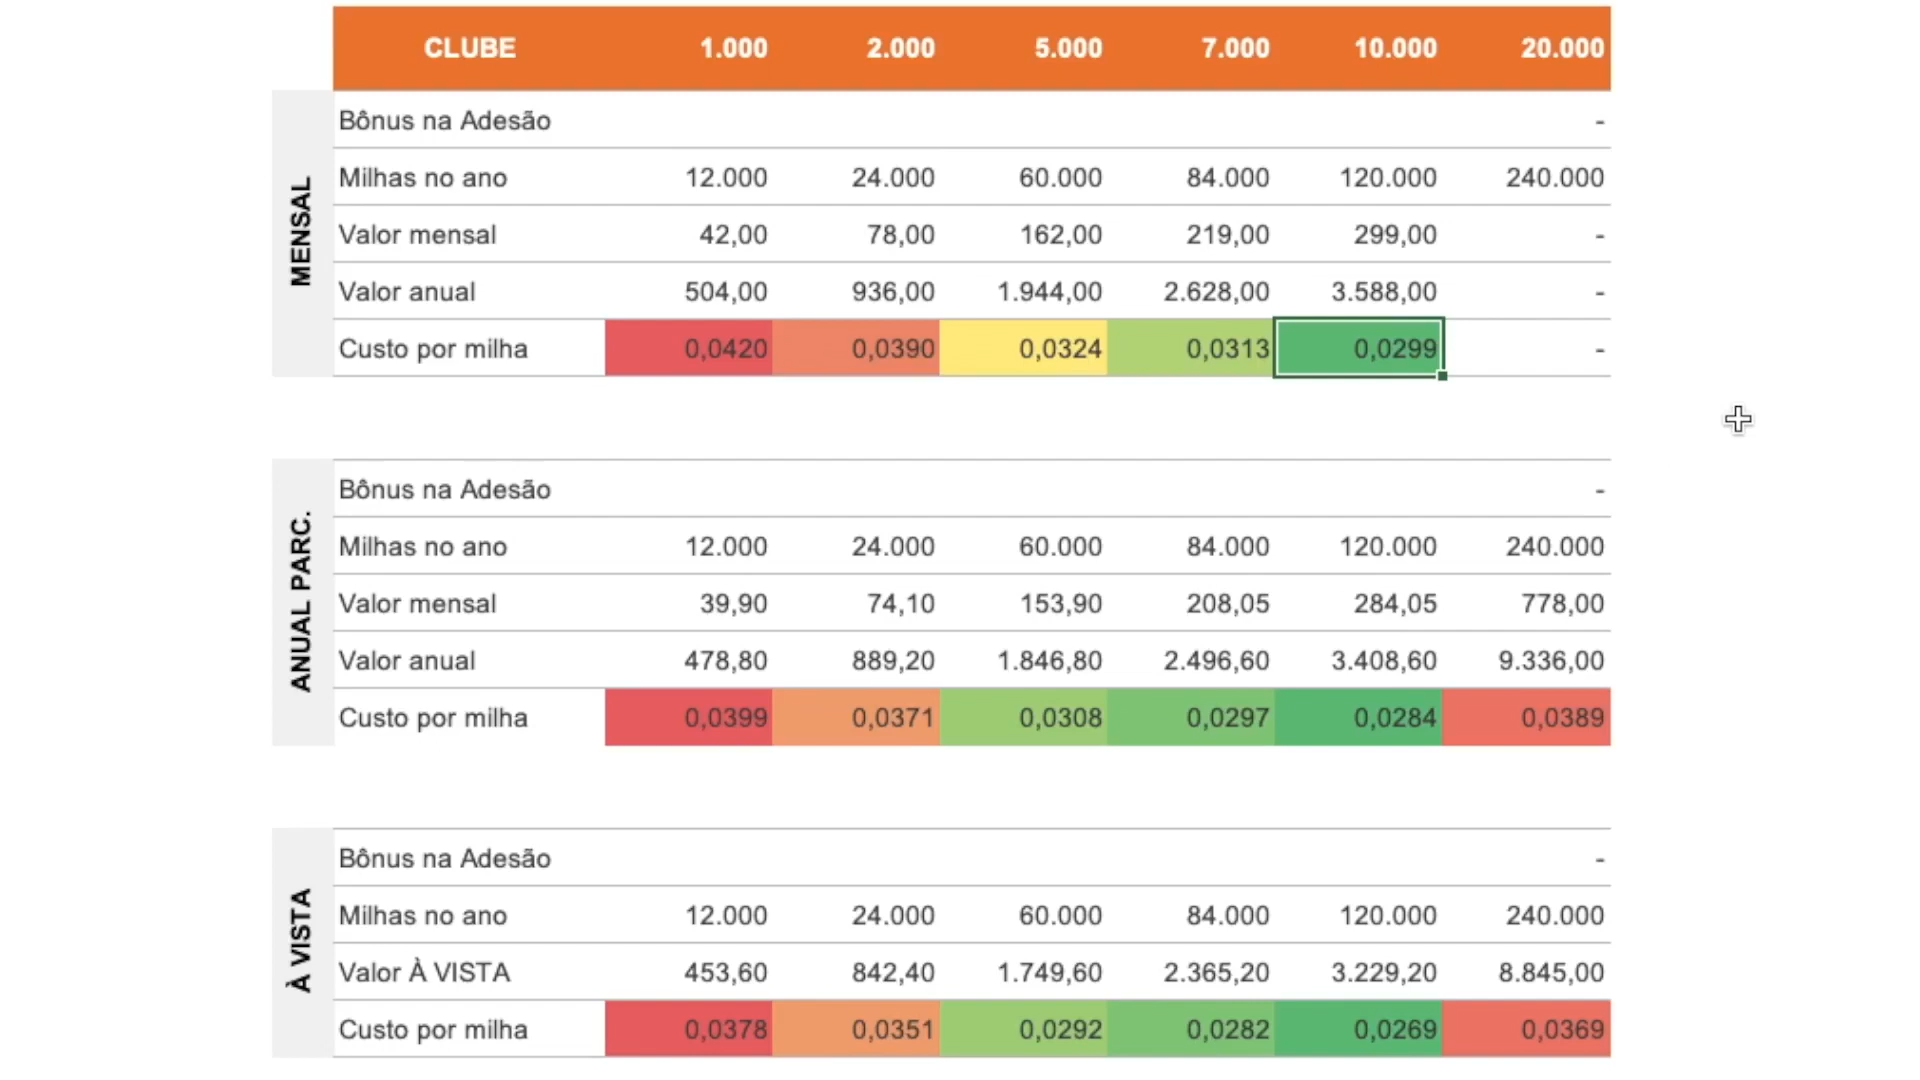 CLUBE 1.000 2.000 5.000 7.000 10.000 20.000
MENSAL
Bônus na Adesão -
Milhas no ano 12.000 24.000 60.000 84.000 120.000 240.000
Valor mensal 42,00 78,00 162,00 219,00 299,00 -
Valor anual 504,00 936,00 1.944,00 2.628,00 3.588,00 -
Custo por milha 0,0420 0,0390 0,0324 0,0313 0,0299 -
ANUAL PARC.
Bônus na Adesão -
Milhas no ano 12.000 24.000 60.000 84.000 120.000 240.000
Valor mensal 39,90 74,10 153,90 208,05 284,05 778,00
Valor anual 478,80 889,20 1.846,80 2.496,60 3.408,60 9.336,00
Custo por milha 0,0399 0,0371 0,0308 0,0297 0,0284 0,0389
À VISTA
Bônus na Adesão -
Milhas no ano 12.000 24.000 60.000 84.000 120.000 240.000
Valor À VISTA 453,60 842,40 1.749,60 2.365,20 3.229,20 8.845,00
Custo por milha 0,0378 0,0351 0,0292 0,0282 0,0269 0,0369